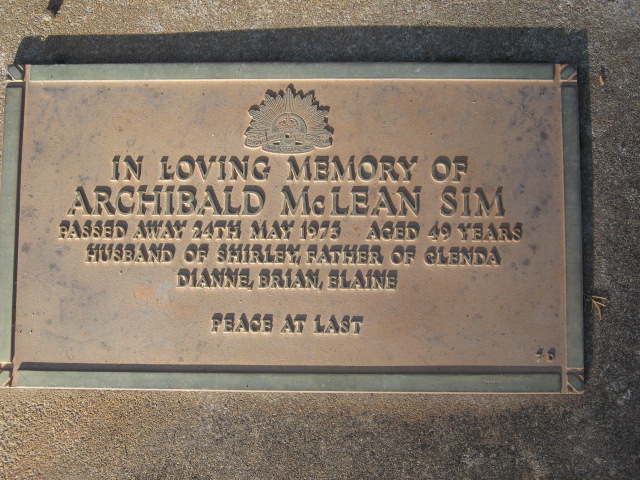 IN LOVING MEMORY OF
ARCHIBALD McLEAN SIM
PASSED AWAY 24TH MAY 1973 AGED 49 YEARS
HUSBAND OF SHIRLEY, FATHER OF GLENDA
DIANNE, BRIAN, ELAINE
PEACE AT LAST